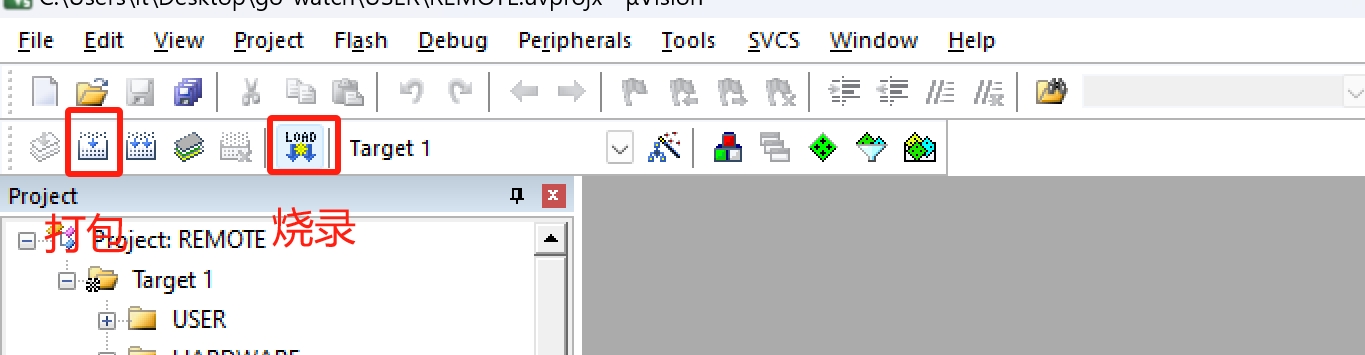 C:\Users\lt\Desktop\go-watch\USER\REMOTE.uvprojx - µVision
File Edit View Project Flash Debug Peripherals Tools SVCS Window Help
LOAD Target 1
Project
打包 烧录
Project: REMOTE
Target 1
USER
HARDWARE